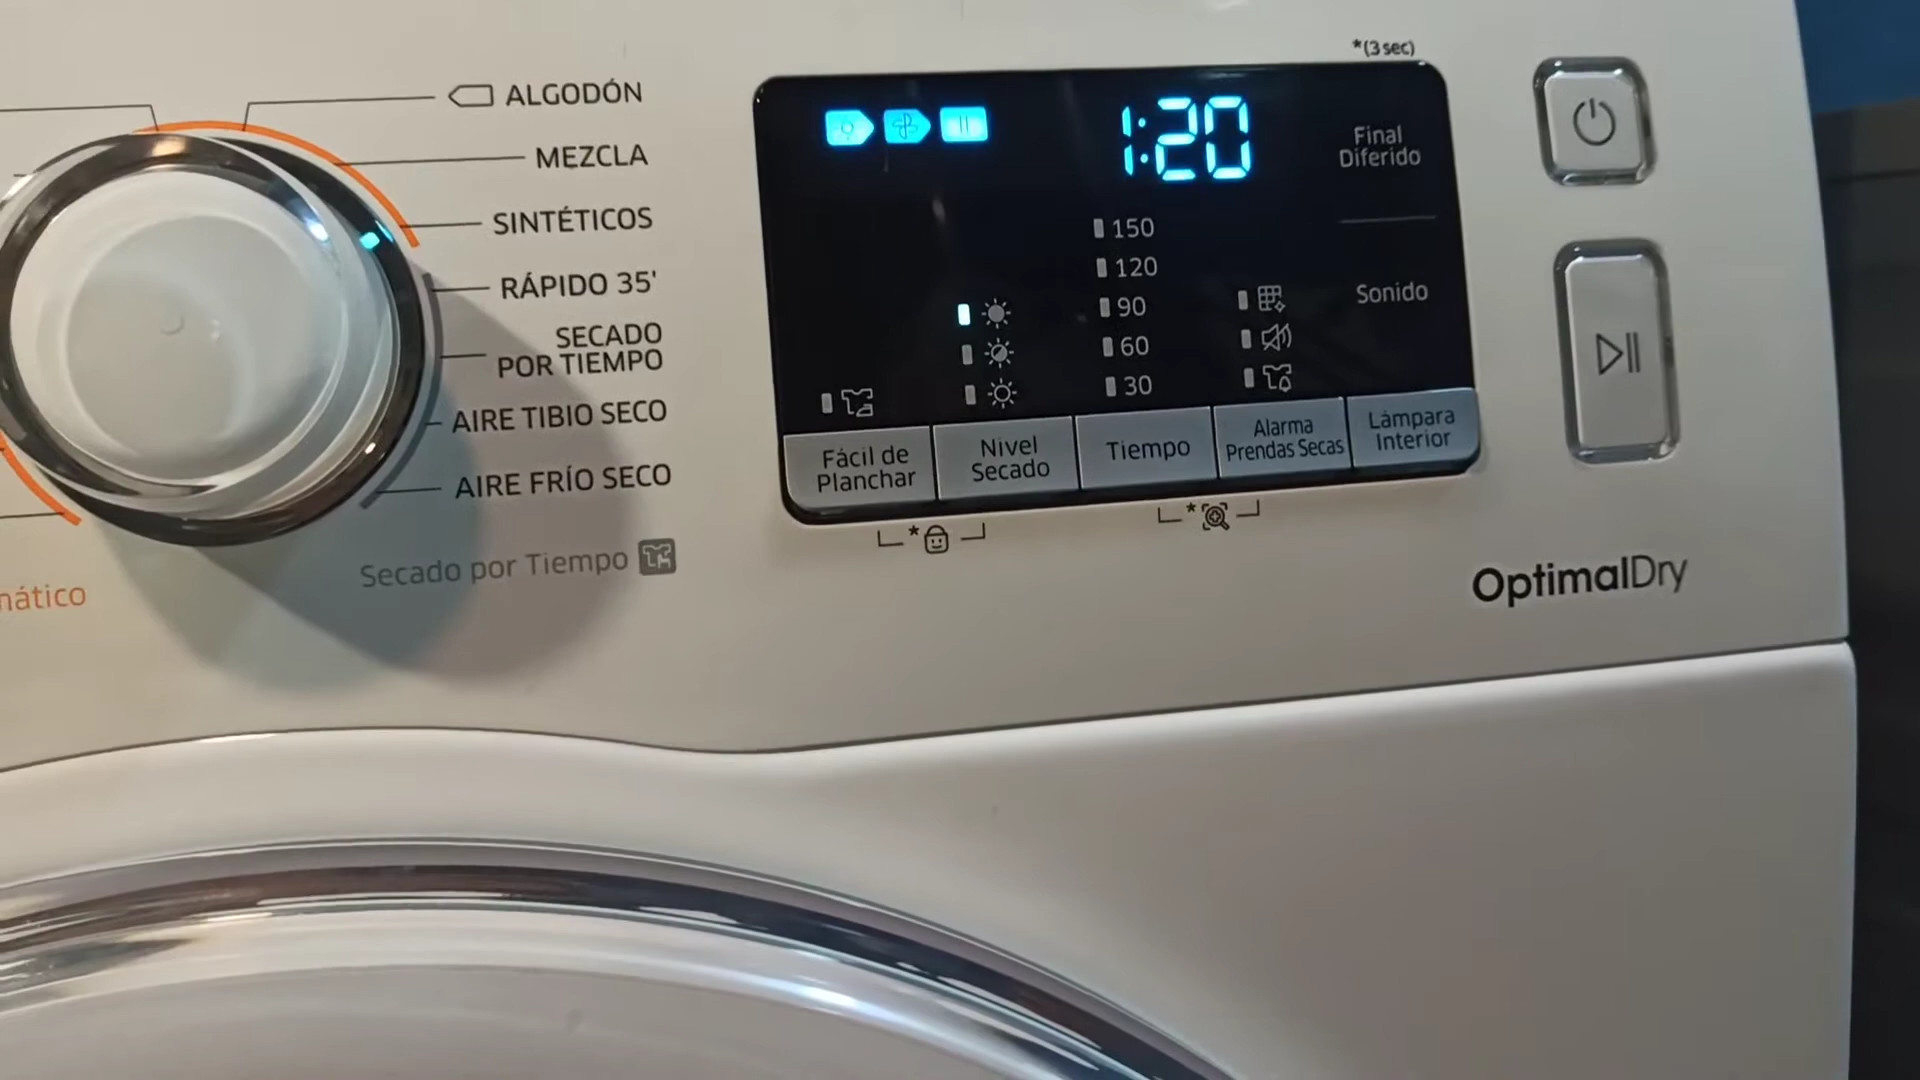 *(3 sec)
ALGODÓN
MEZCLA
SINTÉTICOS
RÁPIDO 35'
SECADO
POR TIEMPO
AIRE TIBIO SECO
AIRE FRÍO SECO
Secado por Tiempo
mático
1:20
150
120
90
60
30
Final
Diferido
Sonido
Fácil de
Planchar
Nivel
Secado
Tiempo
Alarma
Prendas Secas
Lámpara
Interior
*
*
OptimalDry